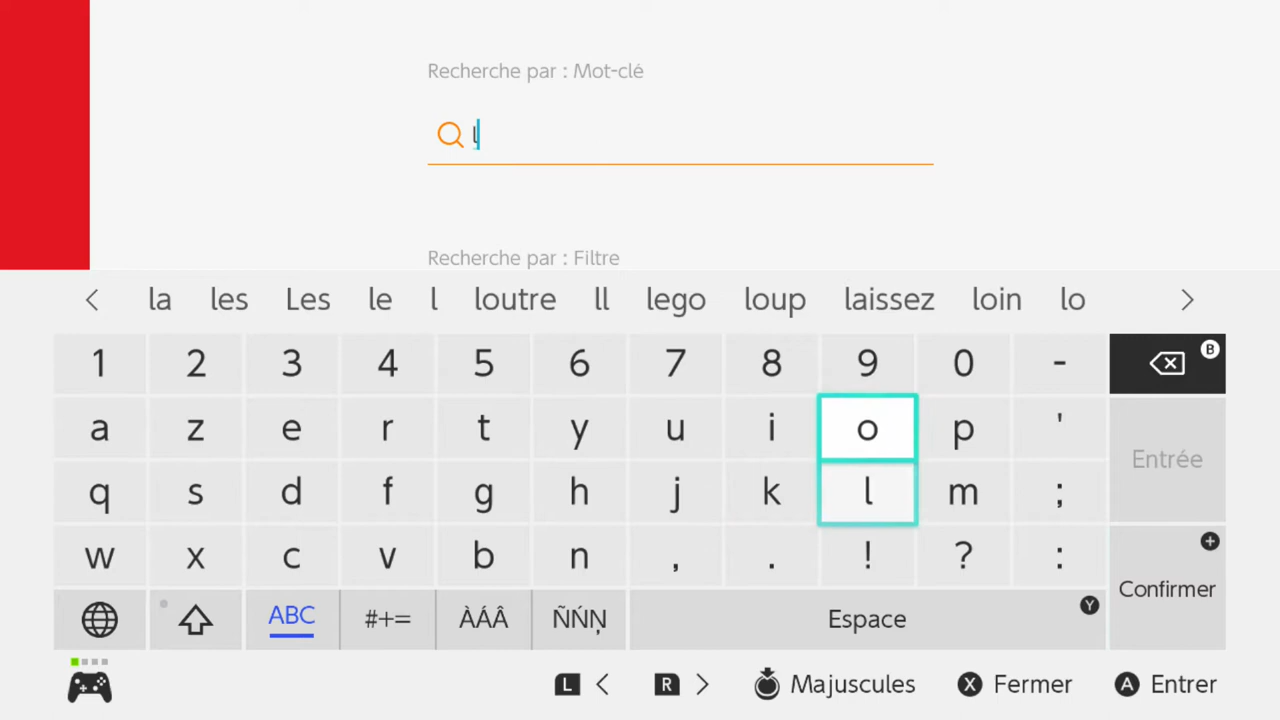 Recherche par : Mot-clé
l
Recherche par : Filtre
< la les Les le l loutre ll lego loup laissez loin lo >
1 2 3 4 5 6 7 8 9 0 - B
a z e r t y u i o p '
Entrée
q s d f g h j k l m ;
w x c v b n , . ! ? : +
Confirmer
ABC #+= ÀÁÂ ÑŃŅ Espace Y
L < R > Majuscules X Fermer A Entrer